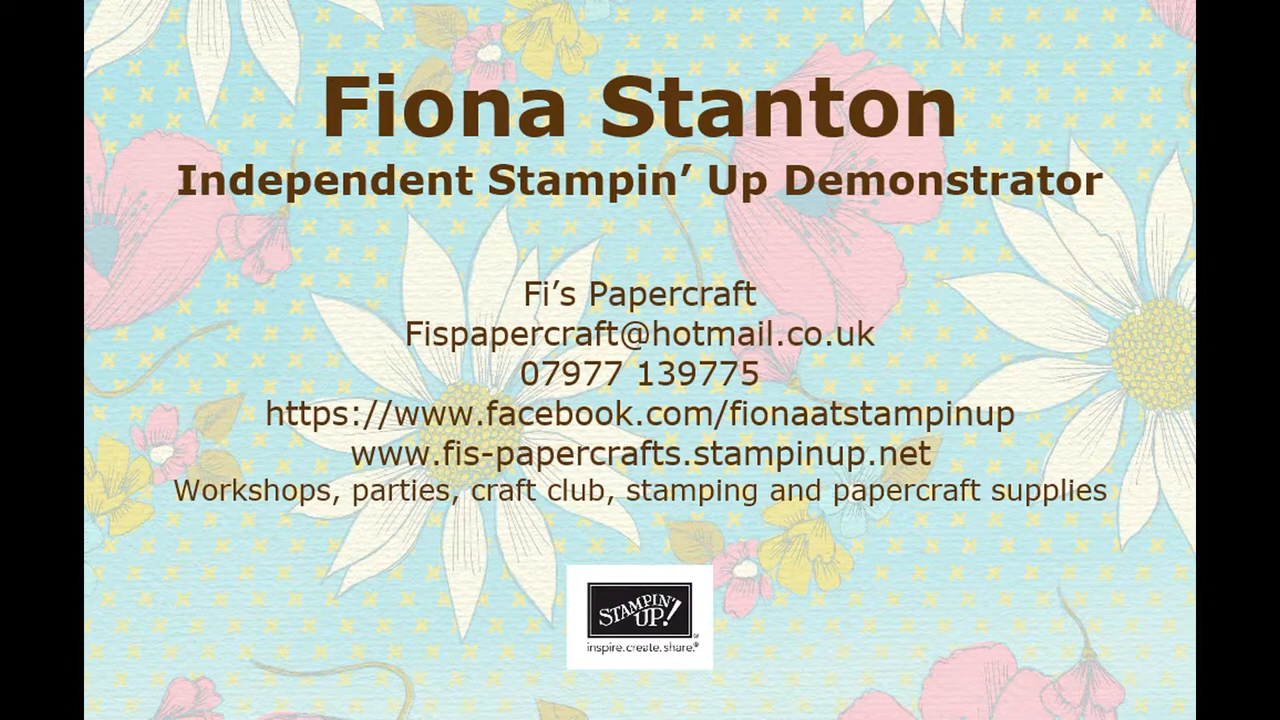 Fiona Stanton
Independent Stampin’ Up Demonstrator
Fi’s Papercraft
Fispapercraft@hotmail.co.uk
07977 139775
https://www.facebook.com/fionaatstampinup
www.fis-papercrafts.stampinup.net
Workshops, parties, craft club, stamping and papercraft supplies
STAMPIN'
UP!
inspire.create.share.®